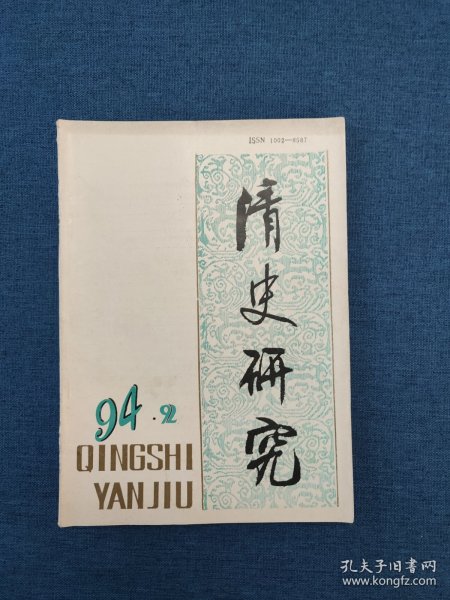 ISSN 1002—8587
清史研究
94.2
QINGSHI
YANJIU
孔夫子旧书网
www.kongfz.com